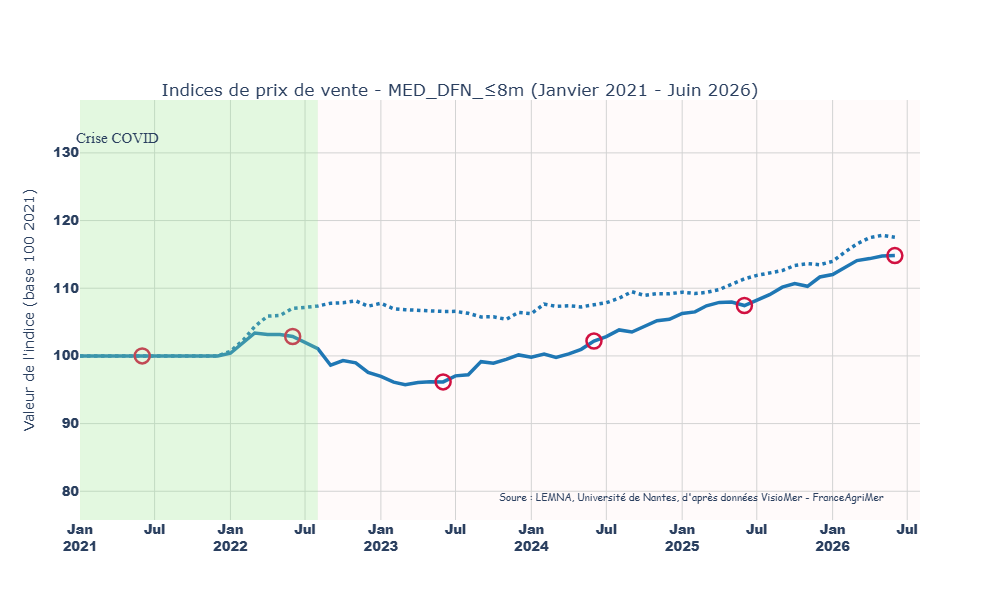 Indices de prix de vente - MED_DFN_≤8m (Janvier 2021 - Juin 2026)
Crise COVID
Valeur de l'indice (base 100 2021)
130
120
110
100
90
80
Soure : LEMNA, Université de Nantes, d'après données VisioMer - FranceAgriMer
Jan Jul Jan Jul Jan Jul Jan Jul Jan Jul Jan Jul
2021 2022 2023 2024 2025 2026